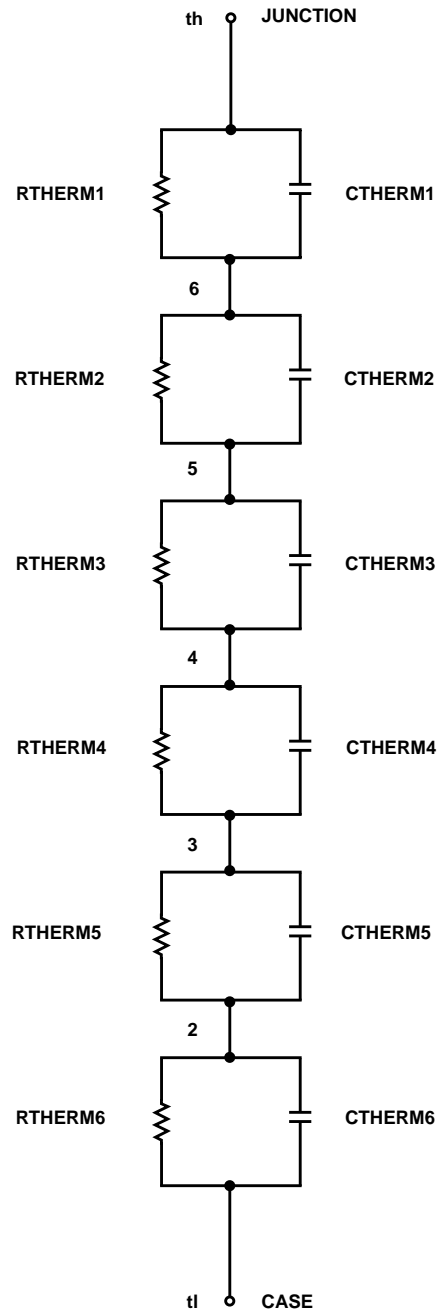 th JUNCTION
RTHERM1 CTHERM1
6
RTHERM2 CTHERM2
5
RTHERM3 CTHERM3
4
RTHERM4 CTHERM4
3
RTHERM5 CTHERM5
2
RTHERM6 CTHERM6
tl CASE